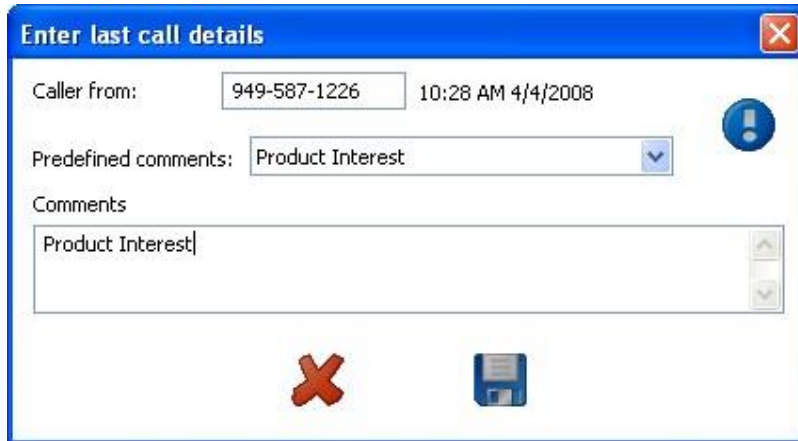 Enter last call details
Caller from: 949-587-1226 10:28 AM 4/4/2008
Predefined comments: Product Interest
Comments
Product Interest